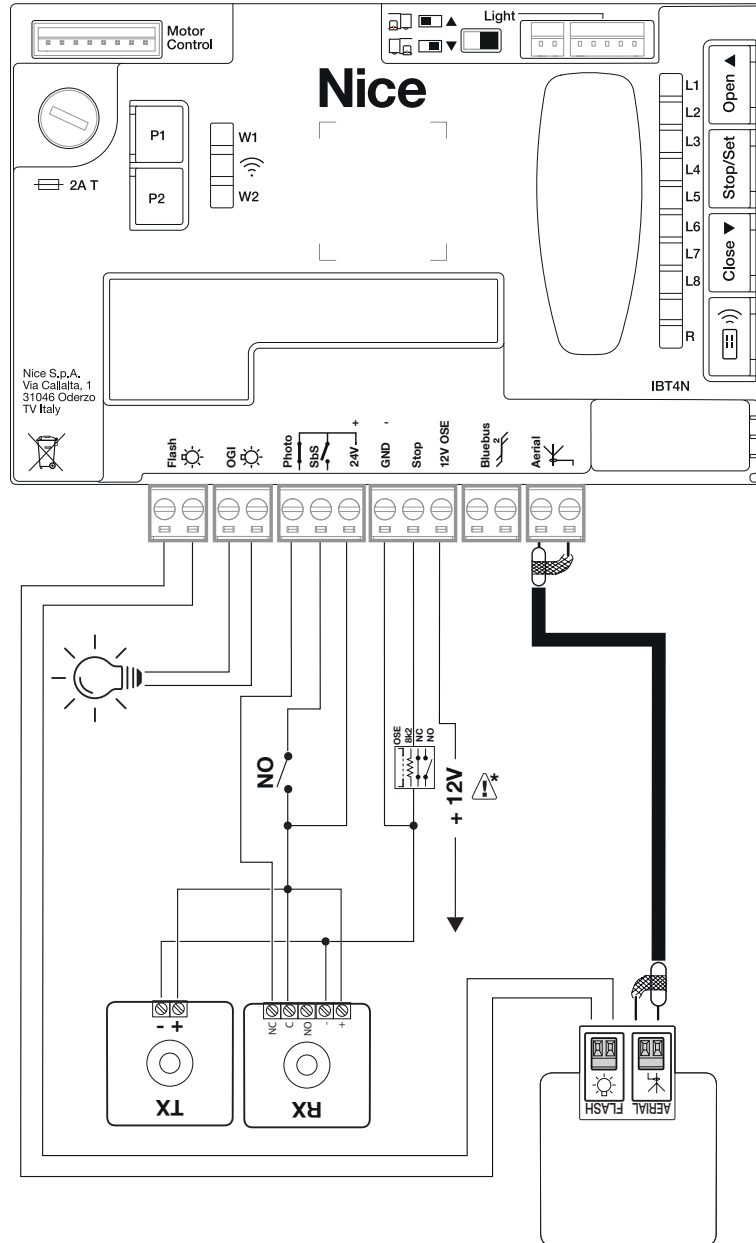 Motor
Control
▲
▼
Light
Nice
2A T
P1
P2
W1
W2
L1
L2
L3
L4
L5
L6
L7
L8
R
Open ▲
Stop/Set
Close ▼
IBT4N
Nice S.p.A.
Via Callalta, 1
31046 Oderzo
TV Italy
Flash
OGI
Photo
SbS
24V +
GND -
Stop
12V OSE
Bluebus
2
Aerial
NO
OSE
8k2
NC
NO
+ 12V
*
- +
TX
NC
C
NO
-
+
RX
FLASH
AERIAL